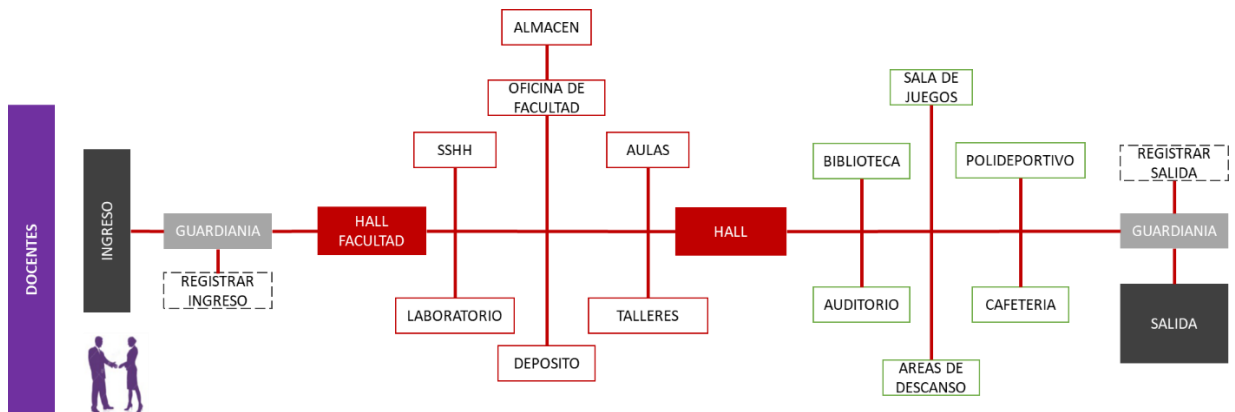 DOCENTES
INGRESO
GUARDIANIA
REGISTRAR
INGRESO
HALL
FACULTAD
SSHH
LABORATORIO
ALMACEN
OFICINA DE
FACULTAD
DEPOSITO
AULAS
TALLERES
HALL
BIBLIOTECA
AUDITORIO
SALA DE
JUEGOS
AREAS DE
DESCANSO
POLIDEPORTIVO
CAFETERIA
REGISTRAR
SALIDA
GUARDIANIA
SALIDA